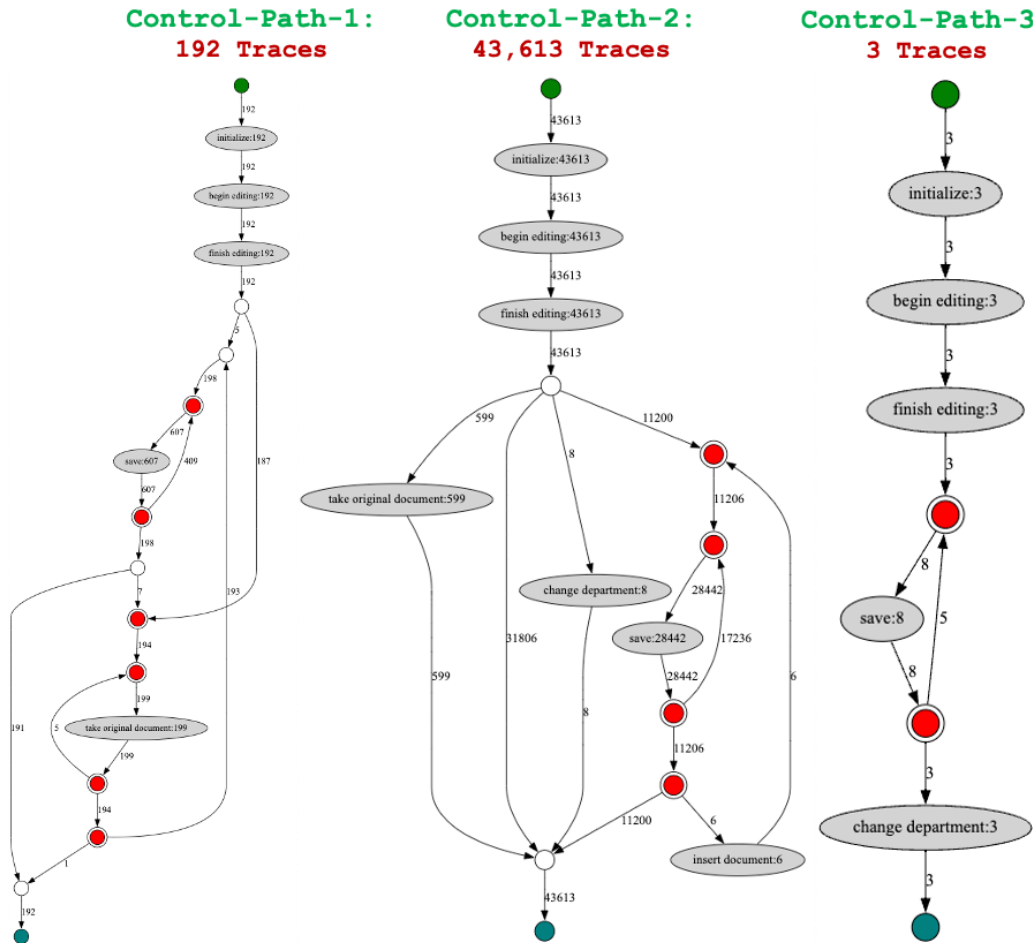 Control-Path-1:
192 Traces
192
initialize:192
192
begin editing:192
192
finish editing:192
192
5
198
607
save:607
409
187
607
198
7
193
194
191
199
5
take original document:199
199
194
1
192
Control-Path-2:
43,613 Traces
43613
initialize:43613
43613
begin editing:43613
43613
finish editing:43613
43613
599
11200
8
take original document:599
11206
change department:8
28442
save:28442
17236
31806
28442
599
8
6
11206
11200
6
insert document:6
43613
Control-Path-3
3 Traces
3
initialize:3
3
begin editing:3
3
finish editing:3
3
8
save:8
5
8
3
change department:3
3